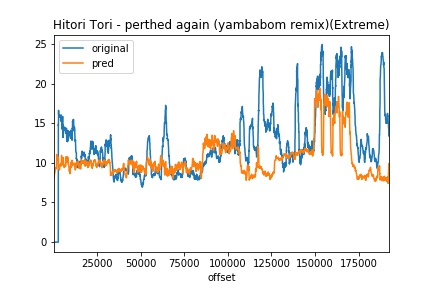 Hitori Tori - perthed again (yambabom remix)(Extreme)
original
pred
25
20
15
10
5
0
25000 50000 75000 100000 125000 150000 175000
offset